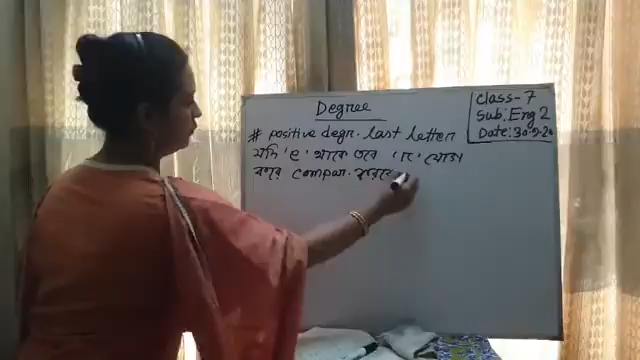 Degree
class-7
Sub: Eng 2
Date: 30.9.20
# positive degr. last letter
যদি 'e' থাকে তবে 'r' যোগ
করে compar. করতে